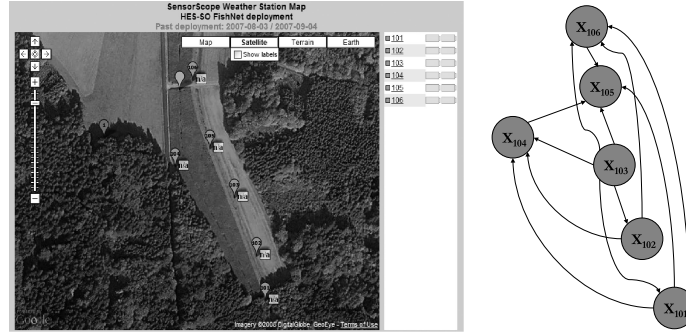 SensorScope Weather Station Map
HES-SO FishNet deployment
Past deployment: 2007-08-03 / 2007-09-04
Map Satellite Terrain Earth
Show labels
101
102
103
104
105
106
n/a
n/a
n/a
n/a
n/a
n/a
Google
Imagery ©2008 DigitalGlobe, GeoEye - Terms of Use
X106
X105
X104
X103
X102
X101